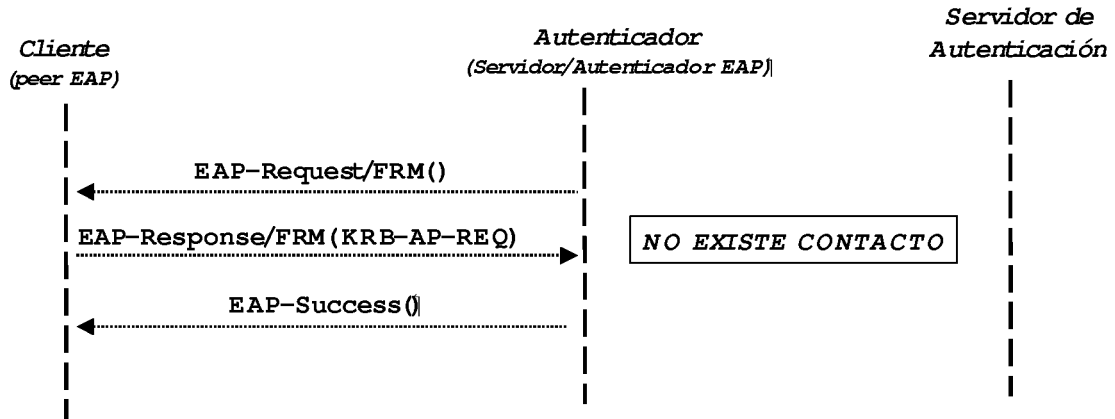 Cliente
(peer EAP)
Autenticador
(Servidor/Autenticador EAP)
Servidor de
Autenticación
EAP-Request/FRM()
EAP-Response/FRM(KRB-AP-REQ)
NO EXISTE CONTACTO
EAP-Success()